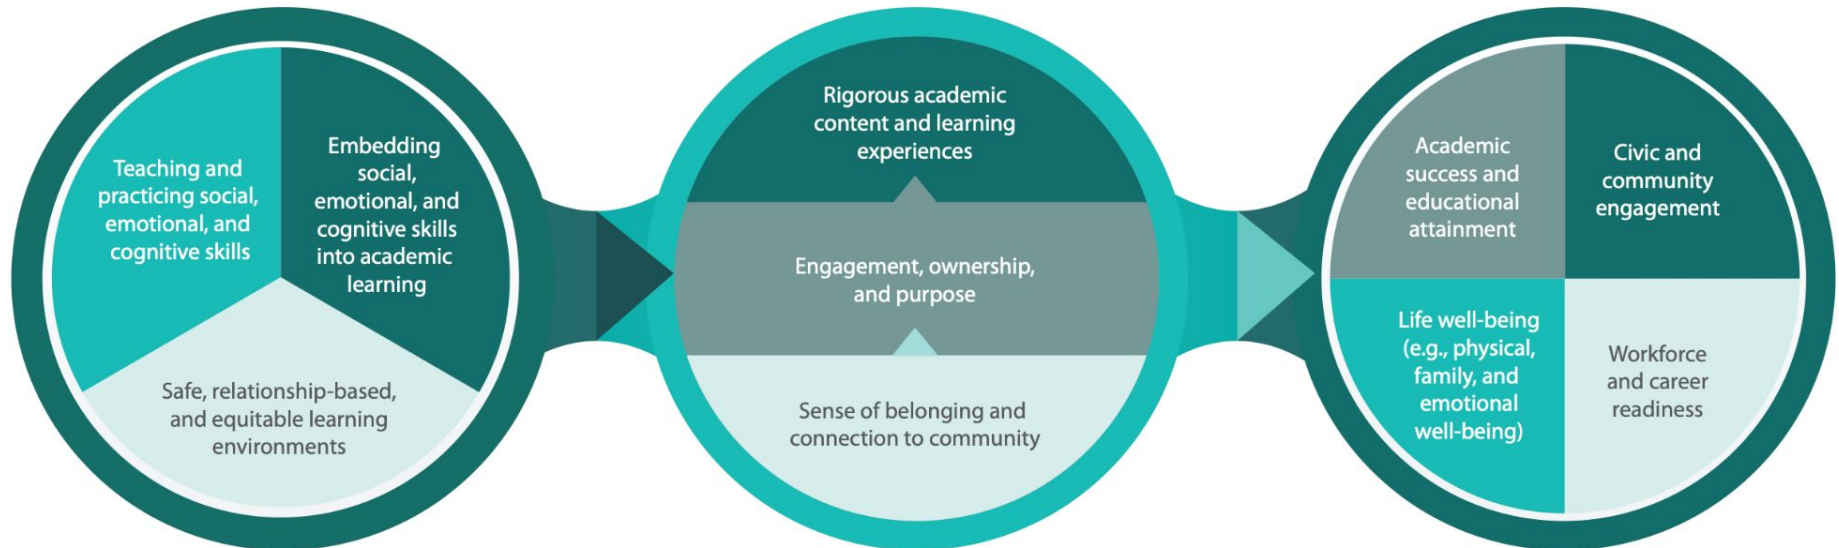 Teaching and
practicing social,
emotional, and
cognitive skills
Embedding
social,
emotional, and
cognitive skills
into academic
learning
Safe, relationship-based,
and equitable learning
environments
Rigorous academic
content and learning
experiences
Engagement, ownership,
and purpose
Sense of belonging and
connection to community
Academic
success and
educational
attainment
Civic and
community
engagement
Life well-being
(e.g., physical,
family, and
emotional
well-being)
Workforce
and career
readiness